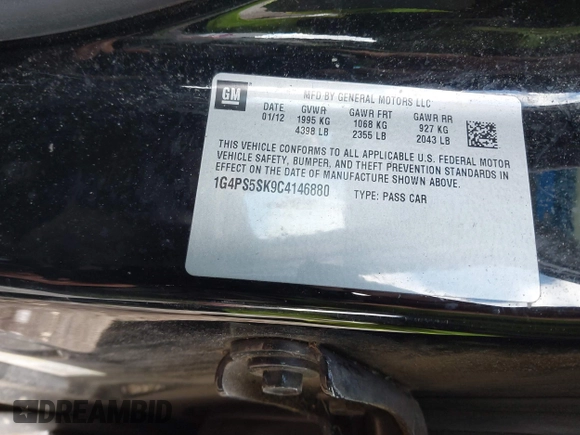 GM
MFD BY GENERAL MOTORS LLC
DATE GVWR GAWR FRT GAWR RR
01/12 1995 KG 1068 KG 927 KG
4398 LB 2355 LB 2043 LB
THIS VEHICLE CONFORMS TO ALL APPLICABLE U.S. FEDERAL MOTOR
VEHICLE SAFETY, BUMPER, AND THEFT PREVENTION STANDARDS IN
EFFECT ON THE DATE OF MANUFACTURE SHOWN ABOVE.
1G4PS5SK9C4146880 TYPE: PASS CAR
DREAMBID